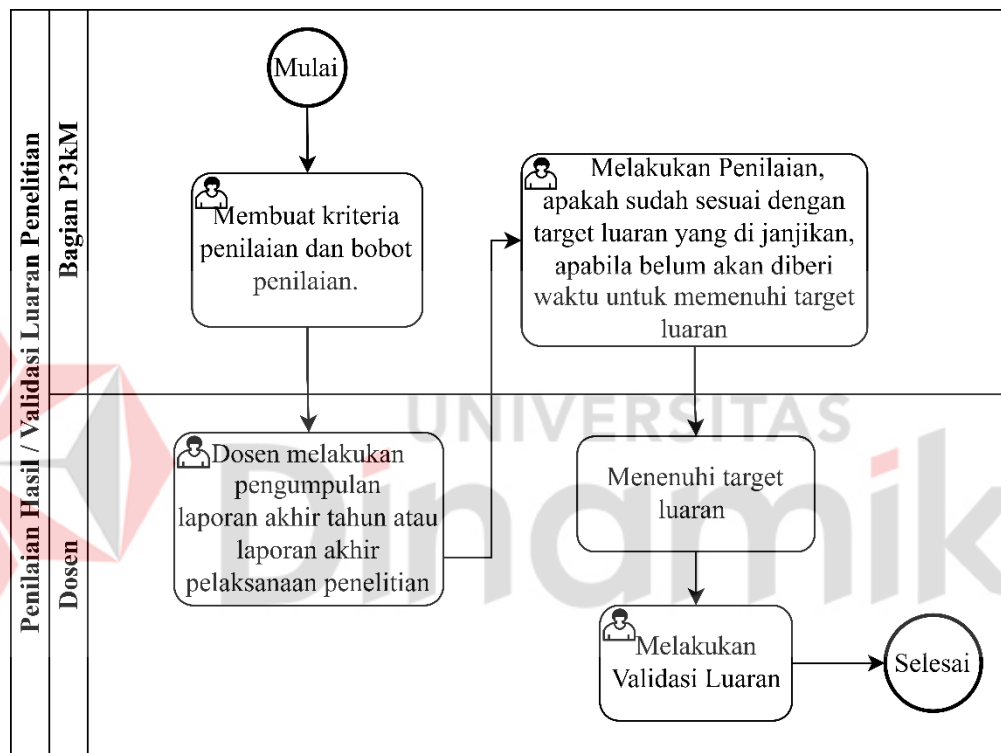 Penilaian Hasil / Validasi Luaran Penelitian
Bagian P3kM
Mulai
Membuat kriteria
penilaian dan bobot
penilaian.
Melakukan Penilaian,
apakah sudah sesuai dengan
target luaran yang di janjikan,
apabila belum akan diberi
waktu untuk memenuhi target
luaran
Dosen
Dosen melakukan
pengumpulan
laporan akhir tahun atau
laporan akhir
pelaksanaan penelitian
Menenuhi target
luaran
Melakukan
Validasi Luaran
Selesai
UNIVERSITAS
Dinamik